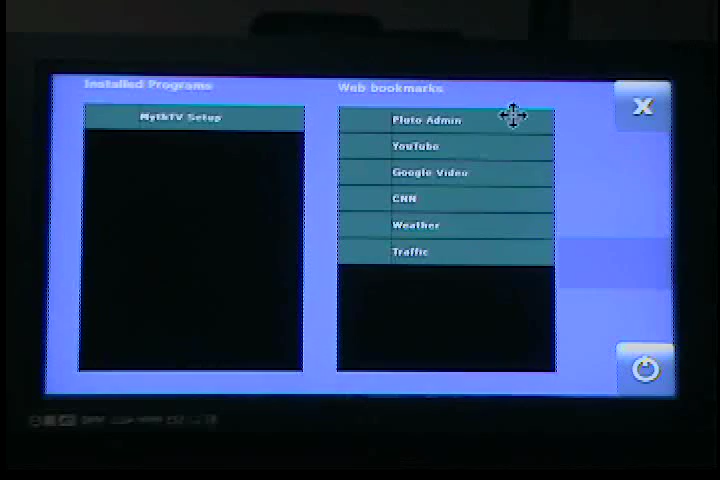 Installed Programs
MythTV Setup
Web bookmarks
Pluto Admin
YouTube
Google Video
CNN
Weather
Traffic
X